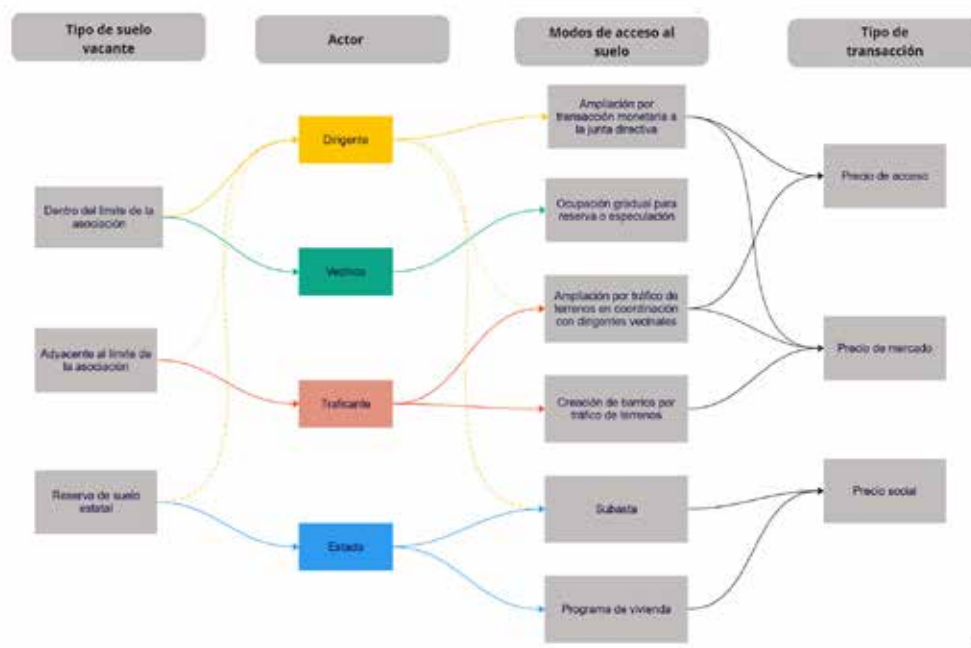 Tipo de suelo
vacante
Actor
Modos de acceso al
suelo
Tipo de
transacción
Dentro del límite de la
asociación
Adyacente al límite de
la asociación
Reserva de suelo
estatal
Dirigente
Vecinos
Traficante
Estado
Ampliación por
transacción monetaria a
la junta directiva
Ocupación gradual para
reserva o especulación
Ampliación por tráfico de
terrenos en coordinación
con dirigentes vecinales
Creación de barrios por
tráfico de terrenos
Subasta
Programa de vivienda
Precio de acceso
Precio de mercado
Precio social